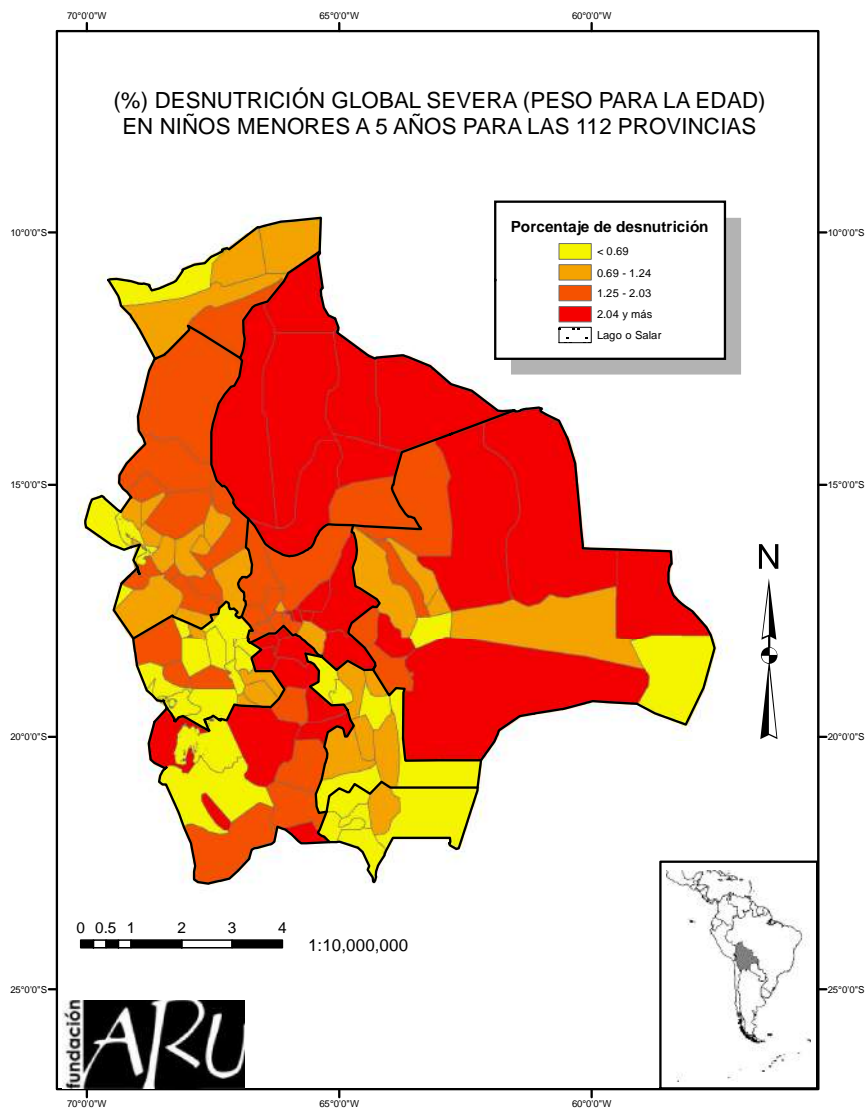 70°0'0"W 65°0'0"W 60°0'0"W
(%) DESNUTRICIÓN GLOBAL SEVERA (PESO PARA LA EDAD)
EN NIÑOS MENORES A 5 AÑOS PARA LAS 112 PROVINCIAS
Porcentaje de desnutrición
< 0.69
0.69 - 1.24
1.25 - 2.03
2.04 y más
Lago o Salar
10°0'0"S 10°0'0"S
15°0'0"S 15°0'0"S
N
20°0'0"S 20°0'0"S
0 0.5 1 2 3 4
1:10,000,000
25°0'0"S 25°0'0"S
fundación
ARU
70°0'0"W 65°0'0"W 60°0'0"W